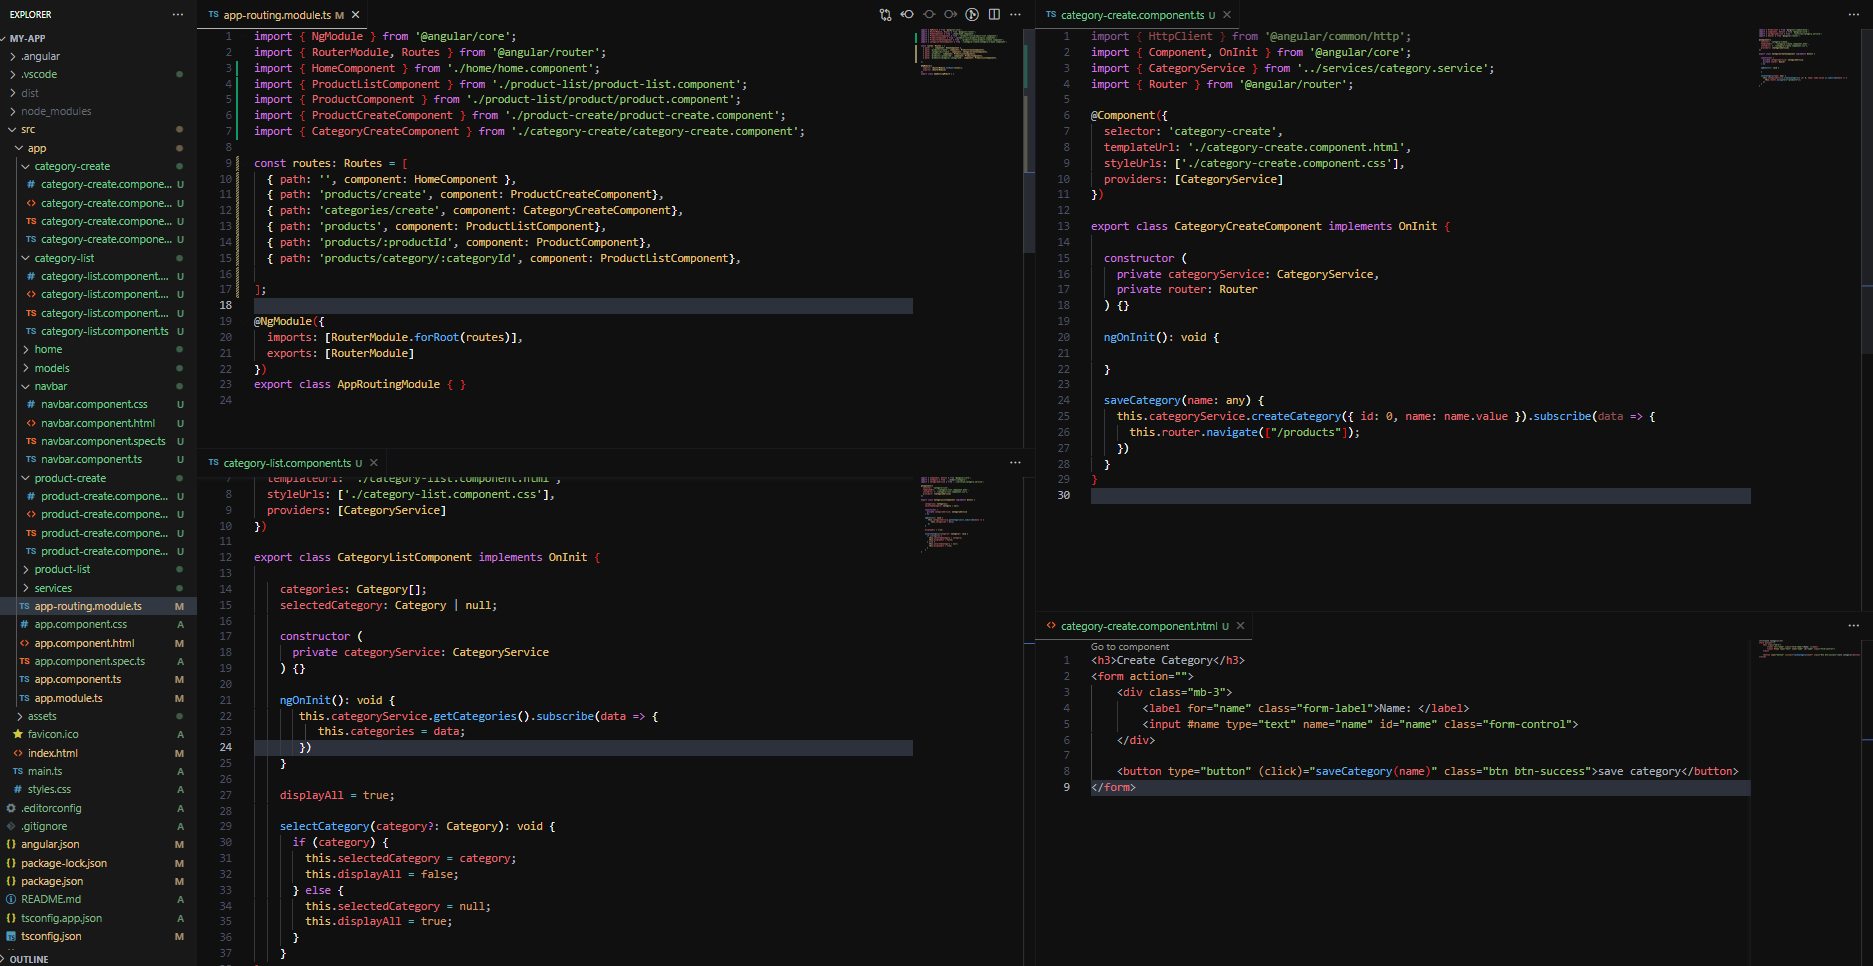 EXPLORER
MY-APP
.angular
.vscode
dist
node_modules
src
app
category-create
# category-create.compone... U
<> category-create.compone... U
TS category-create.compone... U
TS category-create.compone... U
category-list
# category-list.component.... U
<> category-list.component.... U
TS category-list.component.... U
TS category-list.component.ts U
home
models
navbar
# navbar.component.css U
<> navbar.component.html U
TS navbar.component.spec.ts U
TS navbar.component.ts U
product-create
# product-create.compone... U
<> product-create.compone... U
TS product-create.compone... U
TS product-create.compone... U
product-list
services
TS app-routing.module.ts M
# app.component.css A
<> app.component.html M
TS app.component.spec.ts A
TS app.component.ts M
TS app.module.ts M
assets
favicon.ico A
<> index.html M
TS main.ts A
# styles.css A
.editorconfig A
.gitignore A
{} angular.json M
{} package-lock.json M
{} package.json M
README.md A
{} tsconfig.app.json A
tsconfig.json M
OUTLINE
TS app-routing.module.ts M
1 import { NgModule } from '@angular/core';
2 import { RouterModule, Routes } from '@angular/router';
3 import { HomeComponent } from './home/home.component';
4 import { ProductListComponent } from './product-list/product-list.component';
5 import { ProductComponent } from './product-list/product/product.component';
6 import { ProductCreateComponent } from './product-create/product-create.component';
7 import { CategoryCreateComponent } from './category-create/category-create.component';
8
9 const routes: Routes = [
10 { path: '', component: HomeComponent },
11 { path: 'products/create', component: ProductCreateComponent},
12 { path: 'categories/create', component: CategoryCreateComponent},
13 { path: 'products', component: ProductListComponent},
14 { path: 'products/:productId', component: ProductComponent},
15 { path: 'products/category/:categoryId', component: ProductListComponent},
16
17 ];
18
19 @NgModule({
20 imports: [RouterModule.forRoot(routes)],
21 exports: [RouterModule]
22 })
23 export class AppRoutingModule { }
24
TS category-list.component.ts U
7 templateUrl: './category-list.component.html',
8 styleUrls: ['./category-list.component.css'],
9 providers: [CategoryService]
10 })
11
12 export class CategoryListComponent implements OnInit {
13
14 categories: Category[];
15 selectedCategory: Category | null;
16
17 constructor (
18 private categoryService: CategoryService
19 ) {}
20
21 ngOnInit(): void {
22 this.categoryService.getCategories().subscribe(data => {
23 this.categories = data;
24 })
25 }
26
27 displayAll = true;
28
29 selectCategory(category?: Category): void {
30 if (category) {
31 this.selectedCategory = category;
32 this.displayAll = false;
33 } else {
34 this.selectedCategory = null;
35 this.displayAll = true;
36 }
37 }
TS category-create.component.ts U
1 import { HttpClient } from '@angular/common/http';
2 import { Component, OnInit } from '@angular/core';
3 import { CategoryService } from '../services/category.service';
4 import { Router } from '@angular/router';
5
6 @Component({
7 selector: 'category-create',
8 templateUrl: './category-create.component.html',
9 styleUrls: ['./category-create.component.css'],
10 providers: [CategoryService]
11 })
12
13 export class CategoryCreateComponent implements OnInit {
14
15 constructor (
16 private categoryService: CategoryService,
17 private router: Router
18 ) {}
19
20 ngOnInit(): void {
21
22 }
23
24 saveCategory(name: any) {
25 this.categoryService.createCategory({ id: 0, name: name.value }).subscribe(data => {
26 this.router.navigate(["/products"]);
27 })
28 }
29 }
30
<> category-create.component.html U
Go to component
1 <h3>Create Category</h3>
2 <form action="">
3 <div class="mb-3">
4 <label for="name" class="form-label">Name: </label>
5 <input #name type="text" name="name" id="name" class="form-control">
6 </div>
7
8 <button type="button" (click)="saveCategory(name)" class="btn btn-success">save category</button>
9 </form>